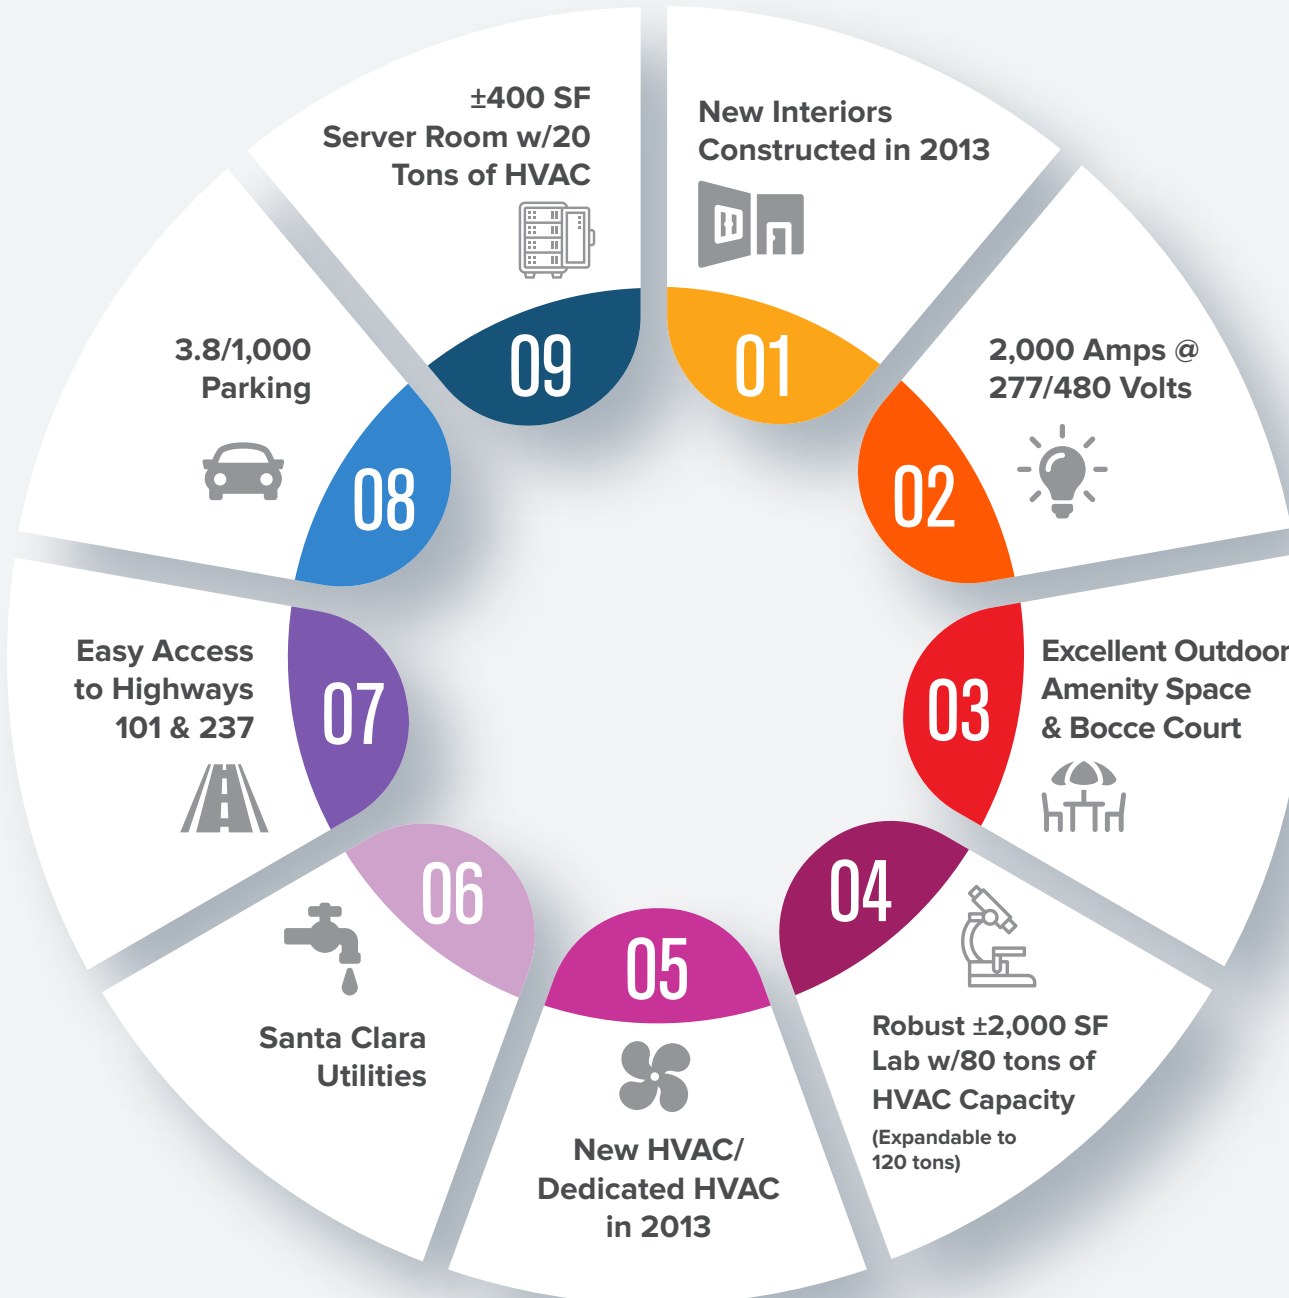 01
New Interiors
Constructed in 2013
02
2,000 Amps @
277/480 Volts
03
Excellent Outdoor
Amenity Space
& Bocce Court
04
Robust ±2,000 SF
Lab w/80 tons of
HVAC Capacity
(Expandable to
120 tons)
05
New HVAC/
Dedicated HVAC
in 2013
06
Santa Clara
Utilities
07
Easy Access
to Highways
101 & 237
08
3.8/1,000
Parking
09
±400 SF
Server Room w/20
Tons of HVAC